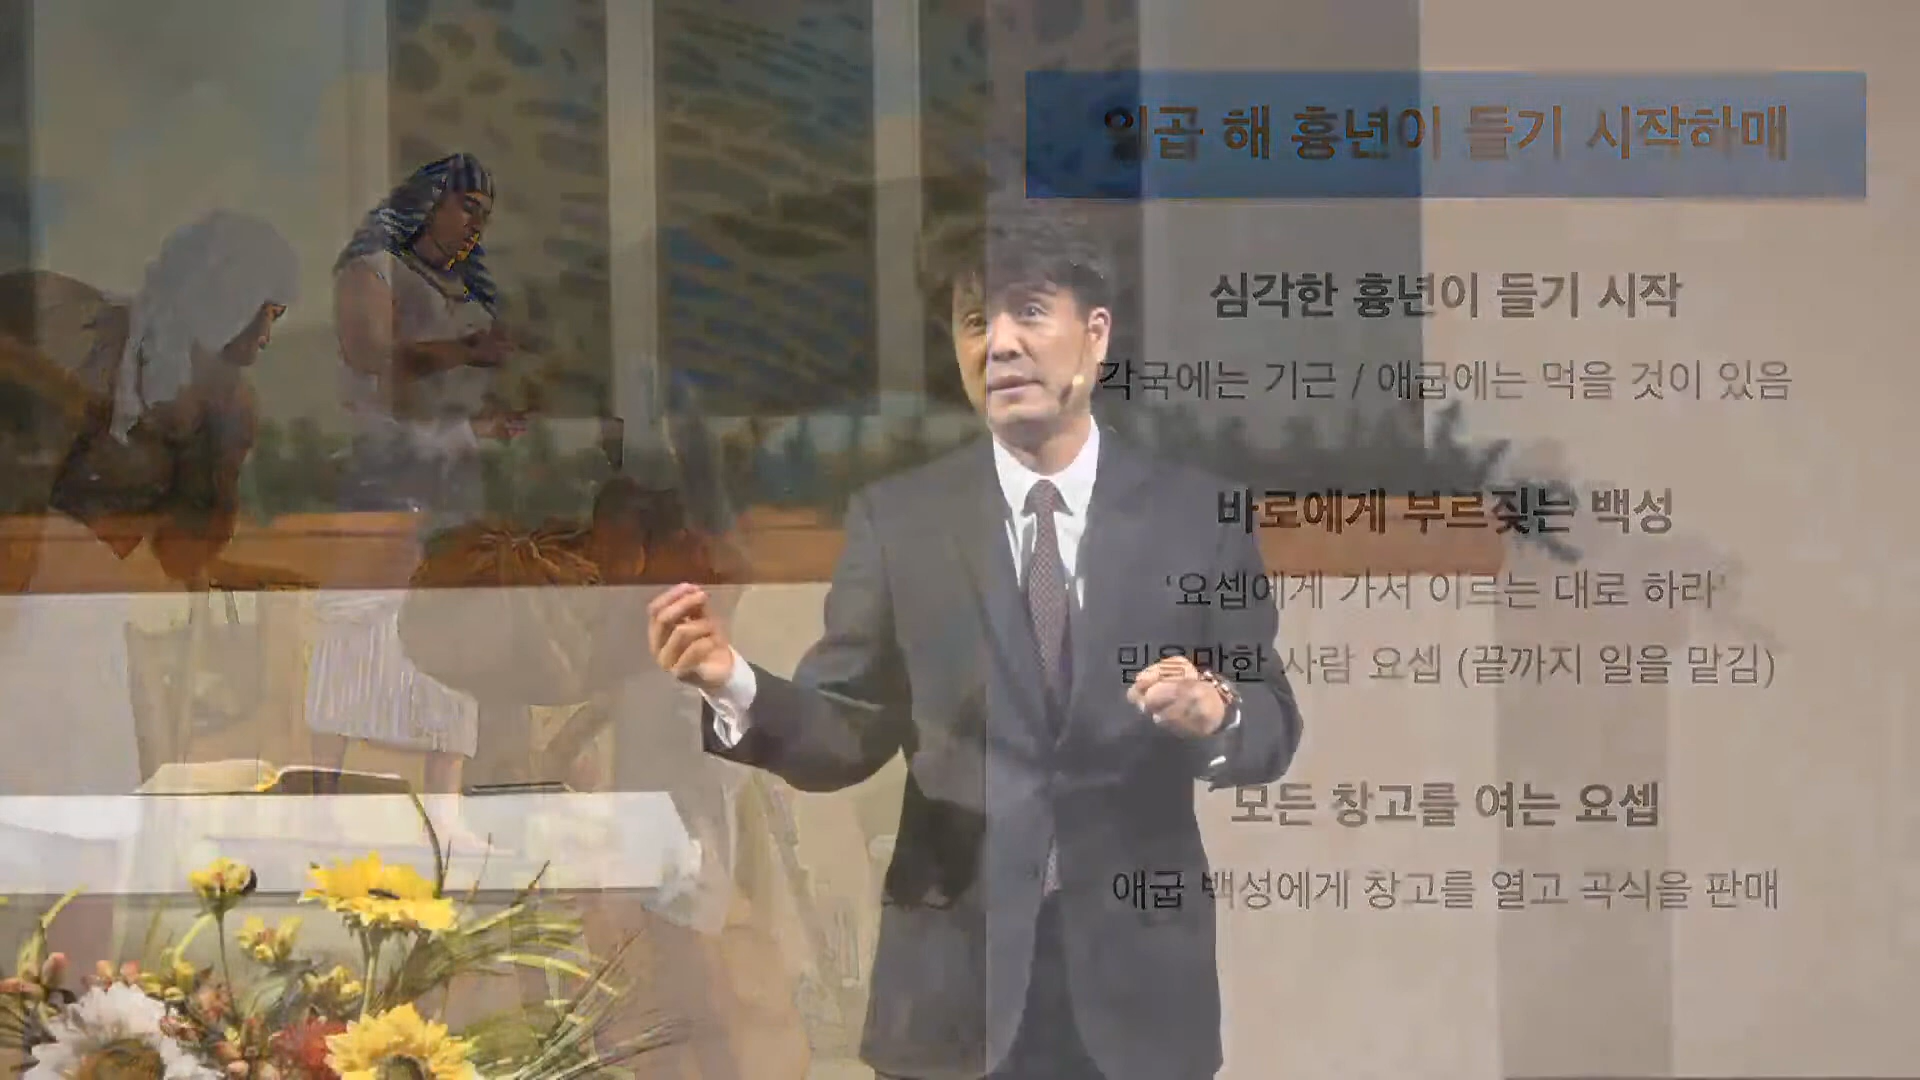 일곱 해 흉년이 들기 시작하매
심각한 흉년이 들기 시작
각국에는 기근 / 애굽에는 먹을 것이 있음
바로에게 부르짖는 백성
‘요셉에게 가서 이르는 대로 하라’
믿을만한 사람 요셉 (끝까지 일을 맡김)
모든 창고를 여는 요셉
애굽 백성에게 창고를 열고 곡식을 판매